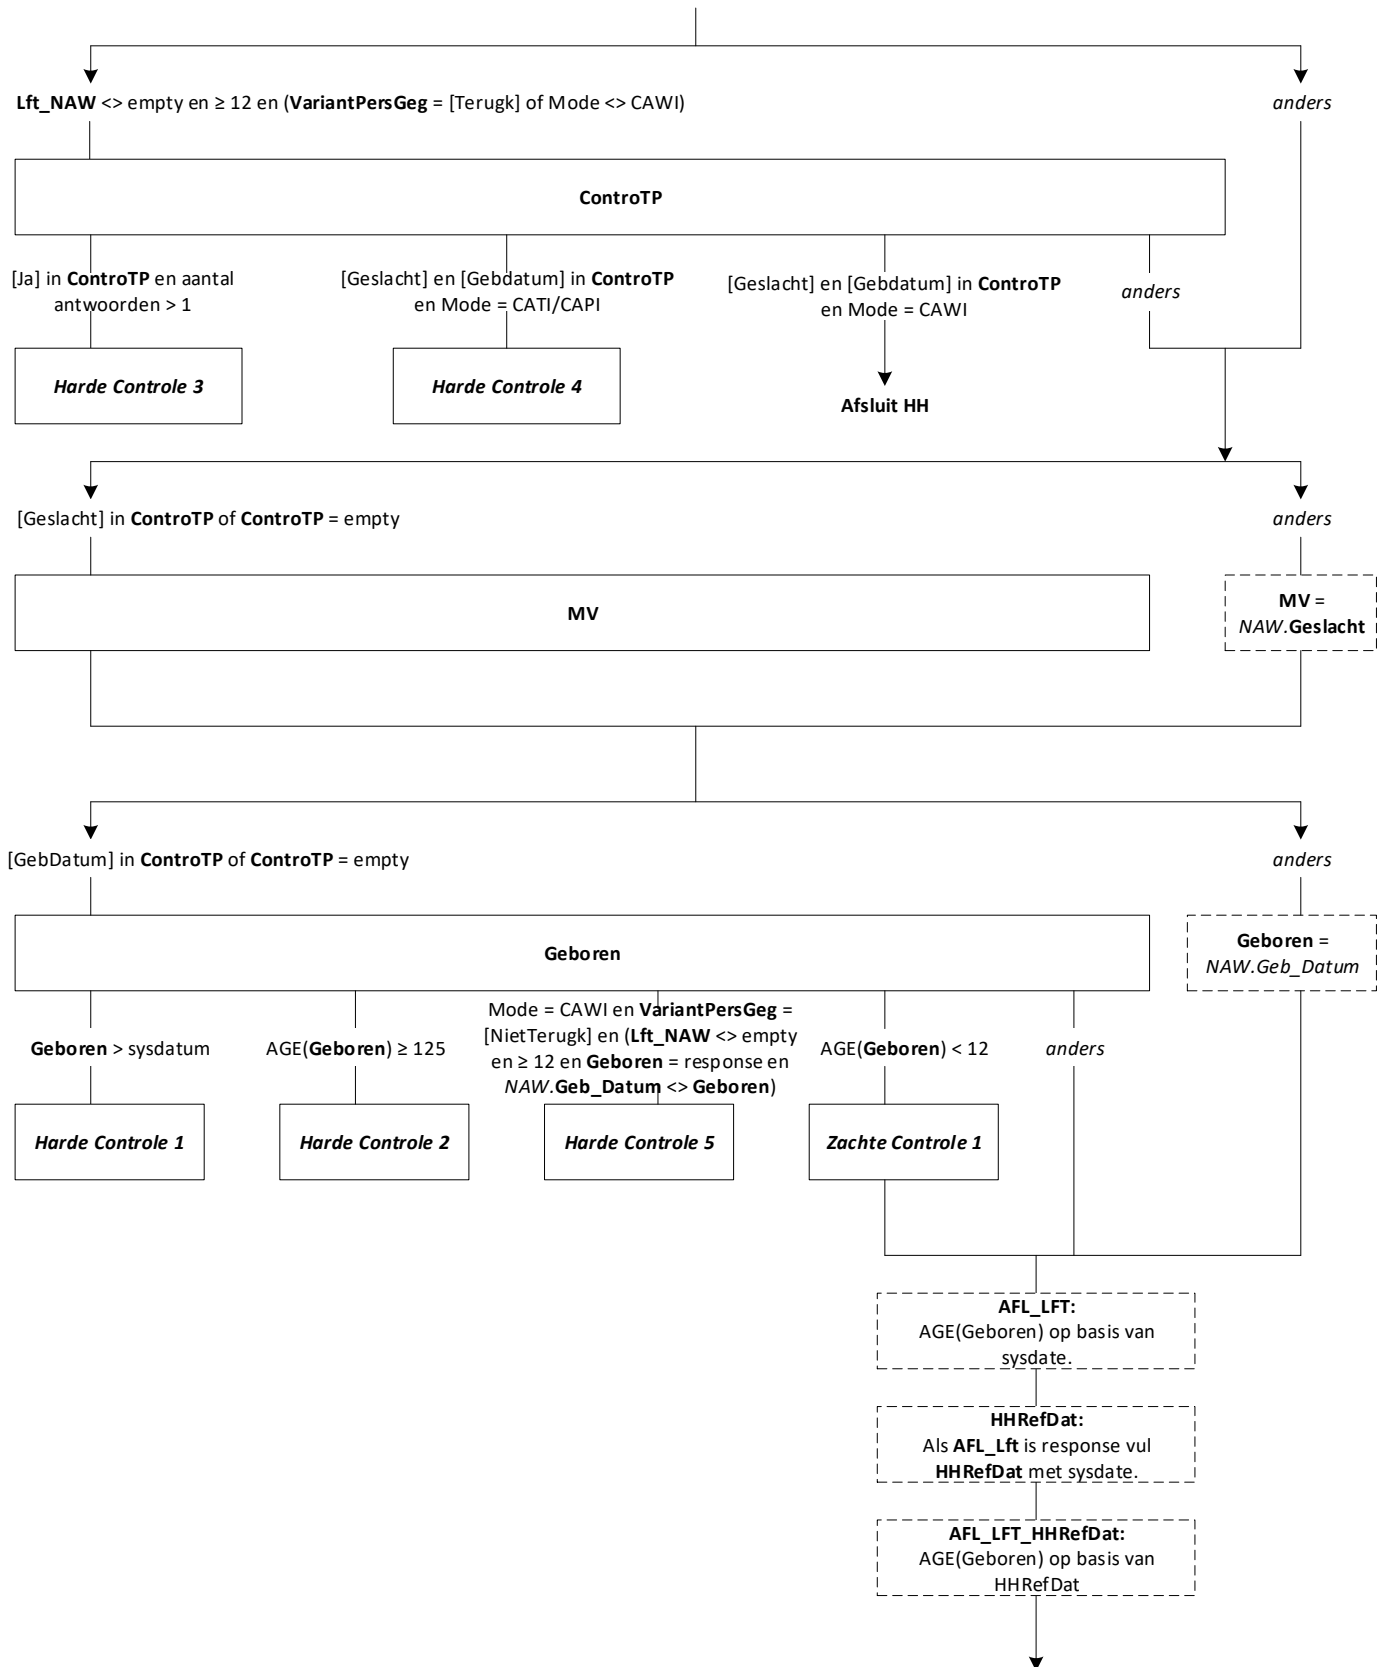 Lft_NAW <> empty en ≥ 12 en (VariantPersGeg = [Terugk] of Mode <> CAWI)
anders
ControTP
[Ja] in ControTP en aantal
antwoorden > 1
[Geslacht] en [Gebdatum] in ControTP
en Mode = CATI/CAPI
[Geslacht] en [Gebdatum] in ControTP
en Mode = CAWI
anders
Harde Controle 3
Harde Controle 4
Afsluit HH
[Geslacht] in ControTP of ControTP = empty
anders
MV
MV =
NAW.Geslacht
[GebDatum] in ControTP of ControTP = empty
anders
Geboren
Geboren =
NAW.Geb_Datum
Geboren > sysdatum
AGE(Geboren) ≥ 125
Mode = CAWI en VariantPersGeg =
[NietTerugk] en (Lft_NAW <> empty
en ≥ 12 en Geboren = response en
NAW.Geb_Datum <> Geboren)
AGE(Geboren) < 12
anders
Harde Controle 1
Harde Controle 2
Harde Controle 5
Zachte Controle 1
AFL_LFT:
AGE(Geboren) op basis van
sysdate.
HHRefDat:
Als AFL_Lft is response vul
HHRefDat met sysdate.
AFL_LFT_HHRefDat:
AGE(Geboren) op basis van
HHRefDat